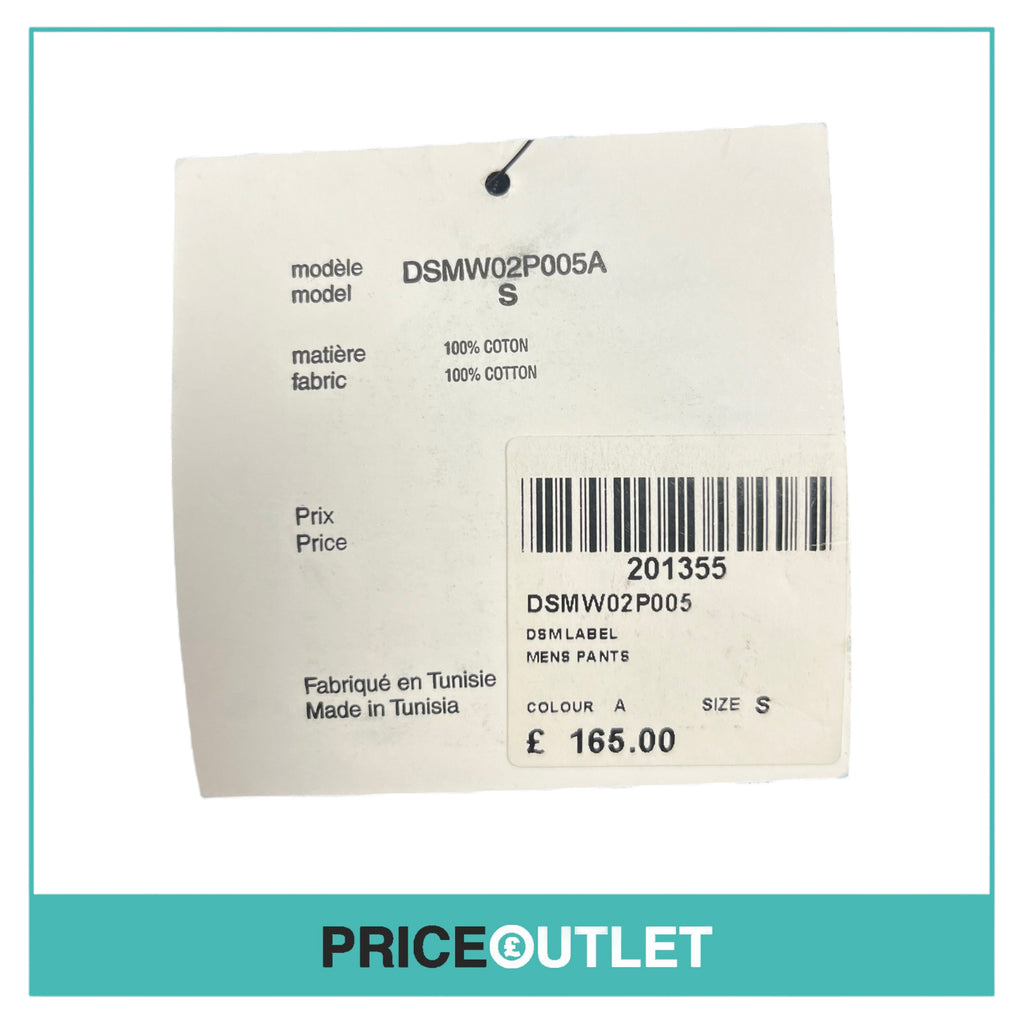 modèle DSMW02P005A
model S
matière 100% COTON
fabric 100% COTTON
Prix
Price
Fabriqué en Tunisie
Made in Tunisia
201355
DSMW02P005
DSMLABEL
MENS PANTS
COLOUR A SIZE S
£ 165.00
PRICE£OUTLET